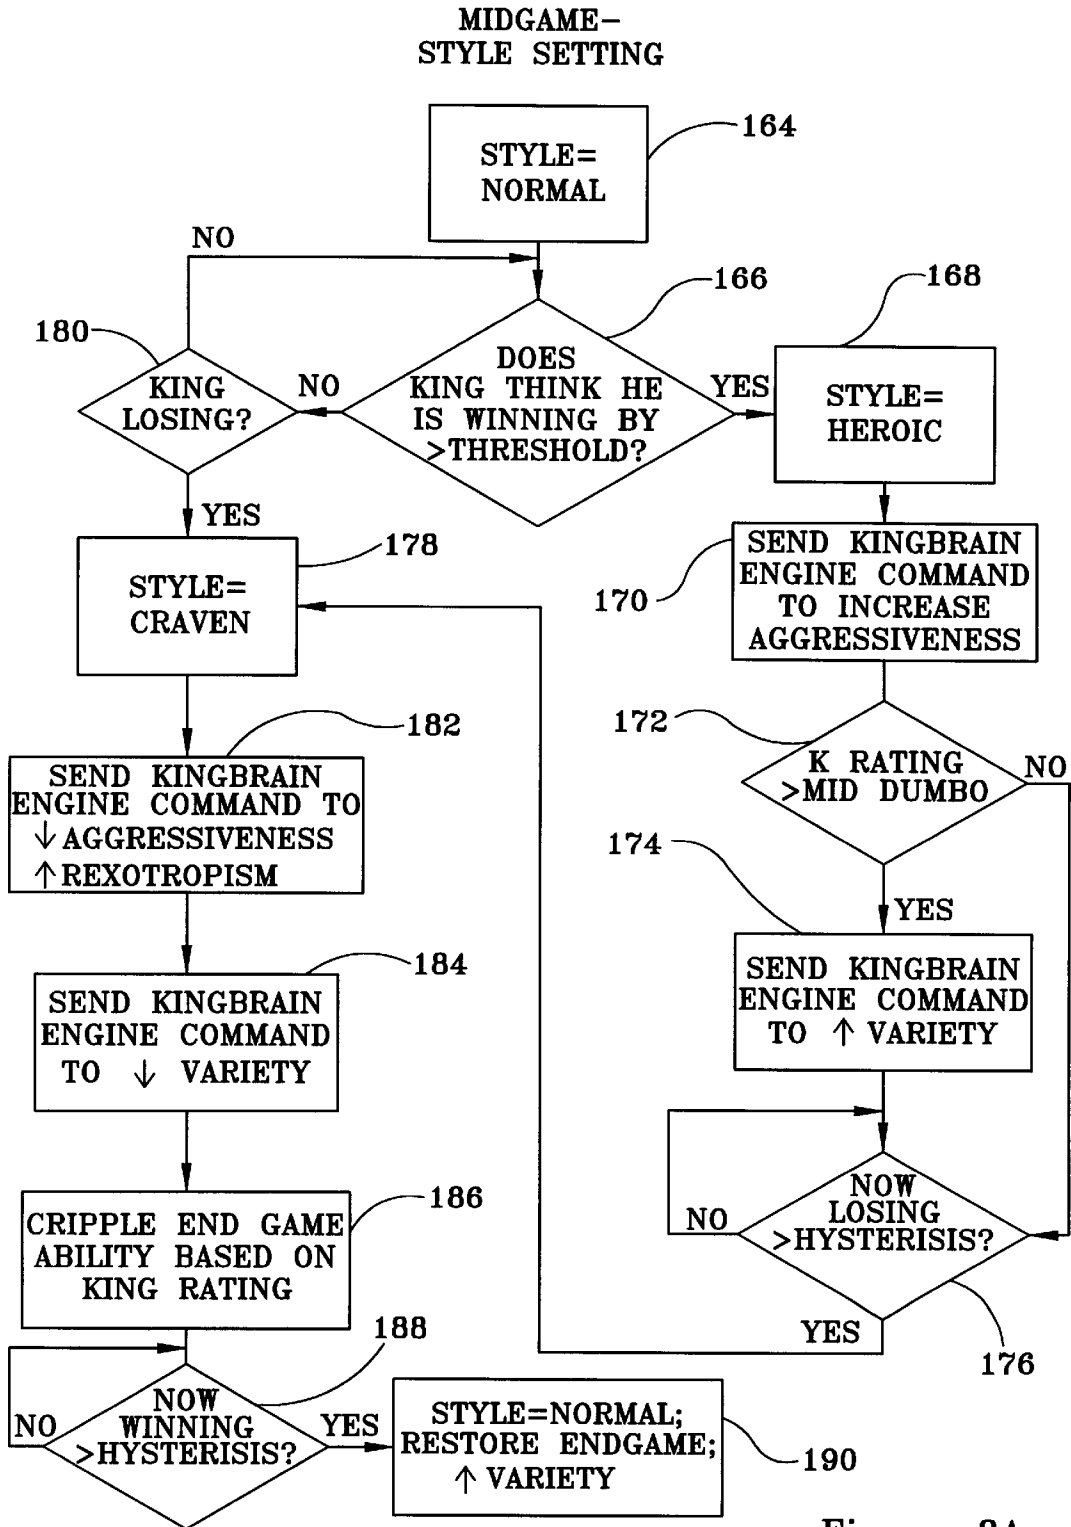 MIDGAME-
STYLE SETTING
164
STYLE=
NORMAL
NO
166
168
180
KING
LOSING?
NO
DOES
KING THINK HE
IS WINNING BY
>THRESHOLD?
YES
STYLE=
HEROIC
YES
178
STYLE=
CRAVEN
170
SEND KINGBRAIN
ENGINE COMMAND
TO INCREASE
AGGRESSIVENESS
182
172
K RATING
>MID DUMBO
NO
SEND KINGBRAIN
ENGINE COMMAND TO
↓ AGGRESSIVENESS
↑ REXOTROPISM
174
YES
184
SEND KINGBRAIN
ENGINE COMMAND
TO ↓ VARIETY
SEND KINGBRAIN
ENGINE COMMAND
TO ↑ VARIETY
186
CRIPPLE END GAME
ABILITY BASED ON
KING RATING
NOW
LOSING
>HYSTERISIS?
NO
YES
176
188
NOW
WINNING
>HYSTERISIS?
NO
YES
STYLE=NORMAL;
RESTORE ENDGAME;
↑ VARIETY
190